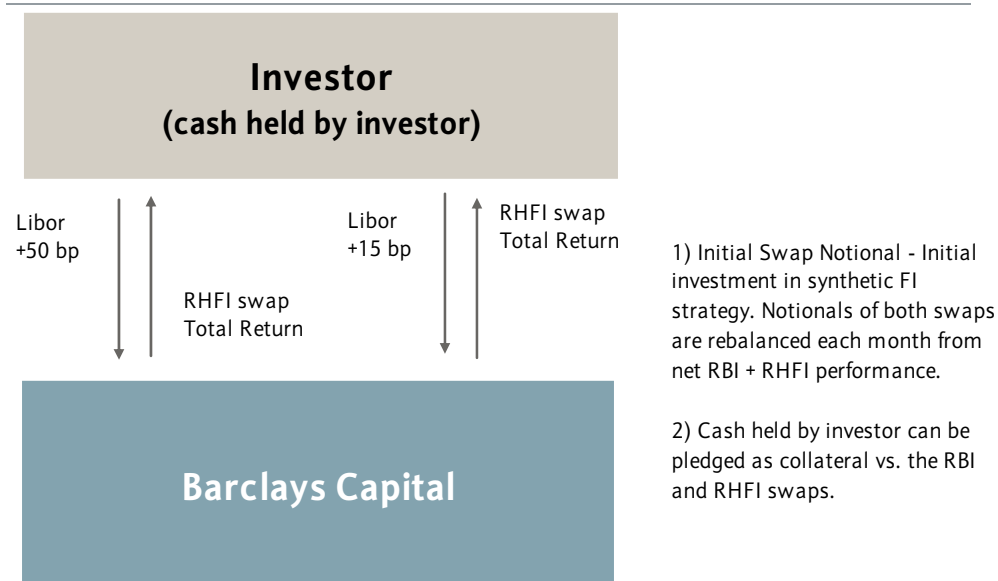 Investor
(cash held by investor)
Libor
+50 bp
RHFI swap
Total Return
Libor
+15 bp
RHFI swap
Total Return
1) Initial Swap Notional - Initial
investment in synthetic FI
strategy. Notionals of both swaps
are rebalanced each month from
net RBI + RHFI performance.
2) Cash held by investor can be
pledged as collateral vs. the RBI
and RHFI swaps.
Barclays Capital